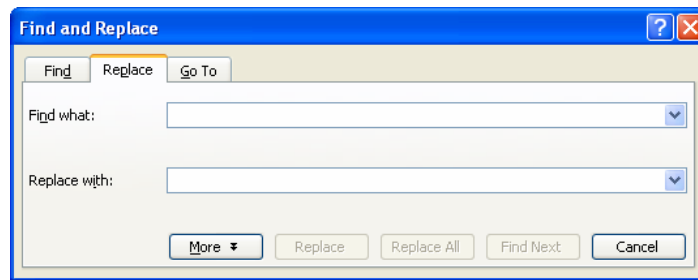 Find and Replace
Find Replace Go To
Find what:
Replace with:
More Replace Replace All Find Next Cancel